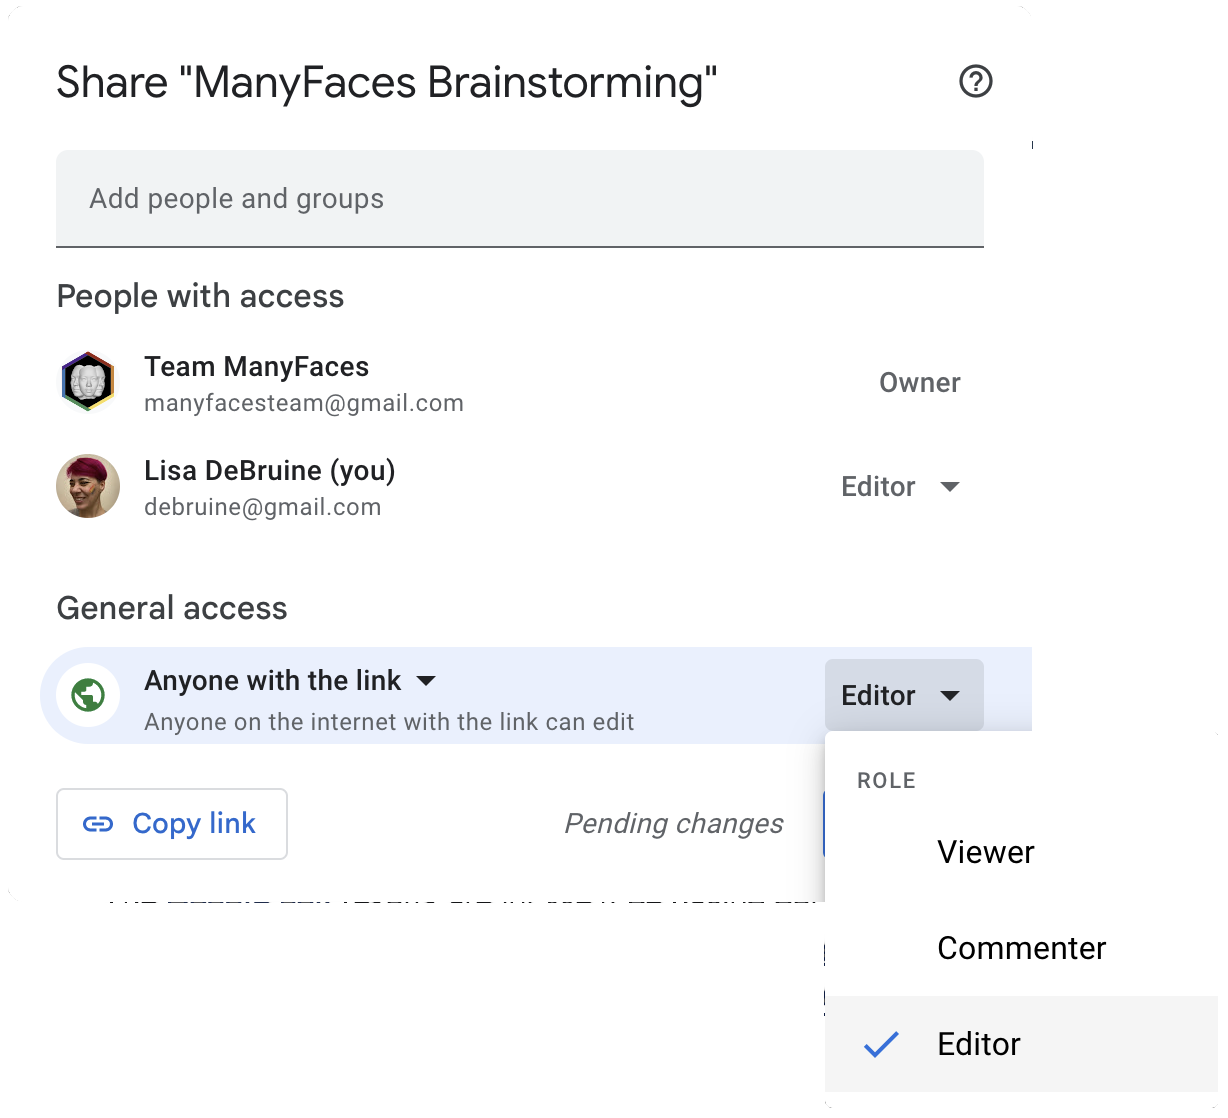 Share "ManyFaces Brainstorming"
Add people and groups
People with access
Team ManyFaces
manyfacesteam@gmail.com
Owner
Lisa DeBruine (you)
debruine@gmail.com
Editor
General access
Anyone with the link
Anyone on the internet with the link can edit
Editor
Copy link
Pending changes
ROLE
Viewer
Commenter
Editor